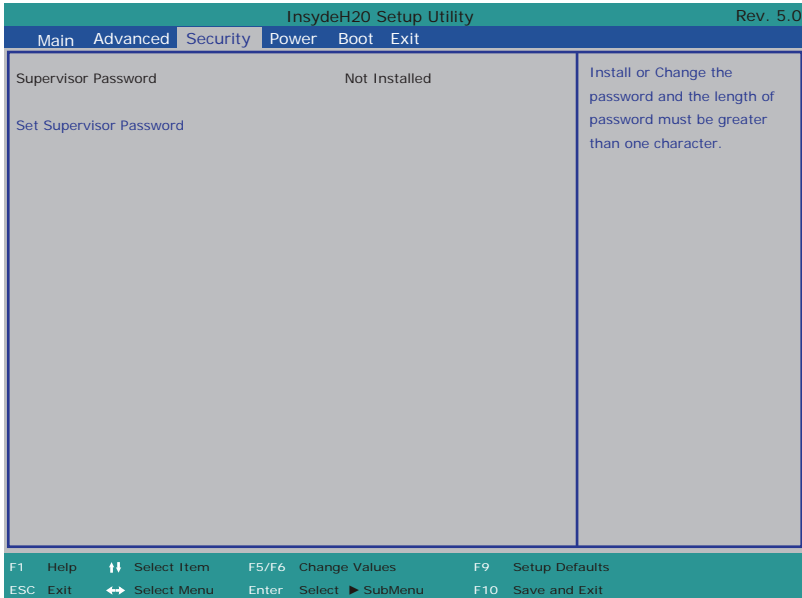 InsydeH20 Setup Utility Rev. 5.0
Main Advanced Security Power Boot Exit
Supervisor Password Not Installed
Set Supervisor Password
Install or Change the
password and the length of
password must be greater
than one character.
F1 Help Select Item F5/F6 Change Values F9 Setup Defaults
ESC Exit Select Menu Enter Select ▶ SubMenu F10 Save and Exit